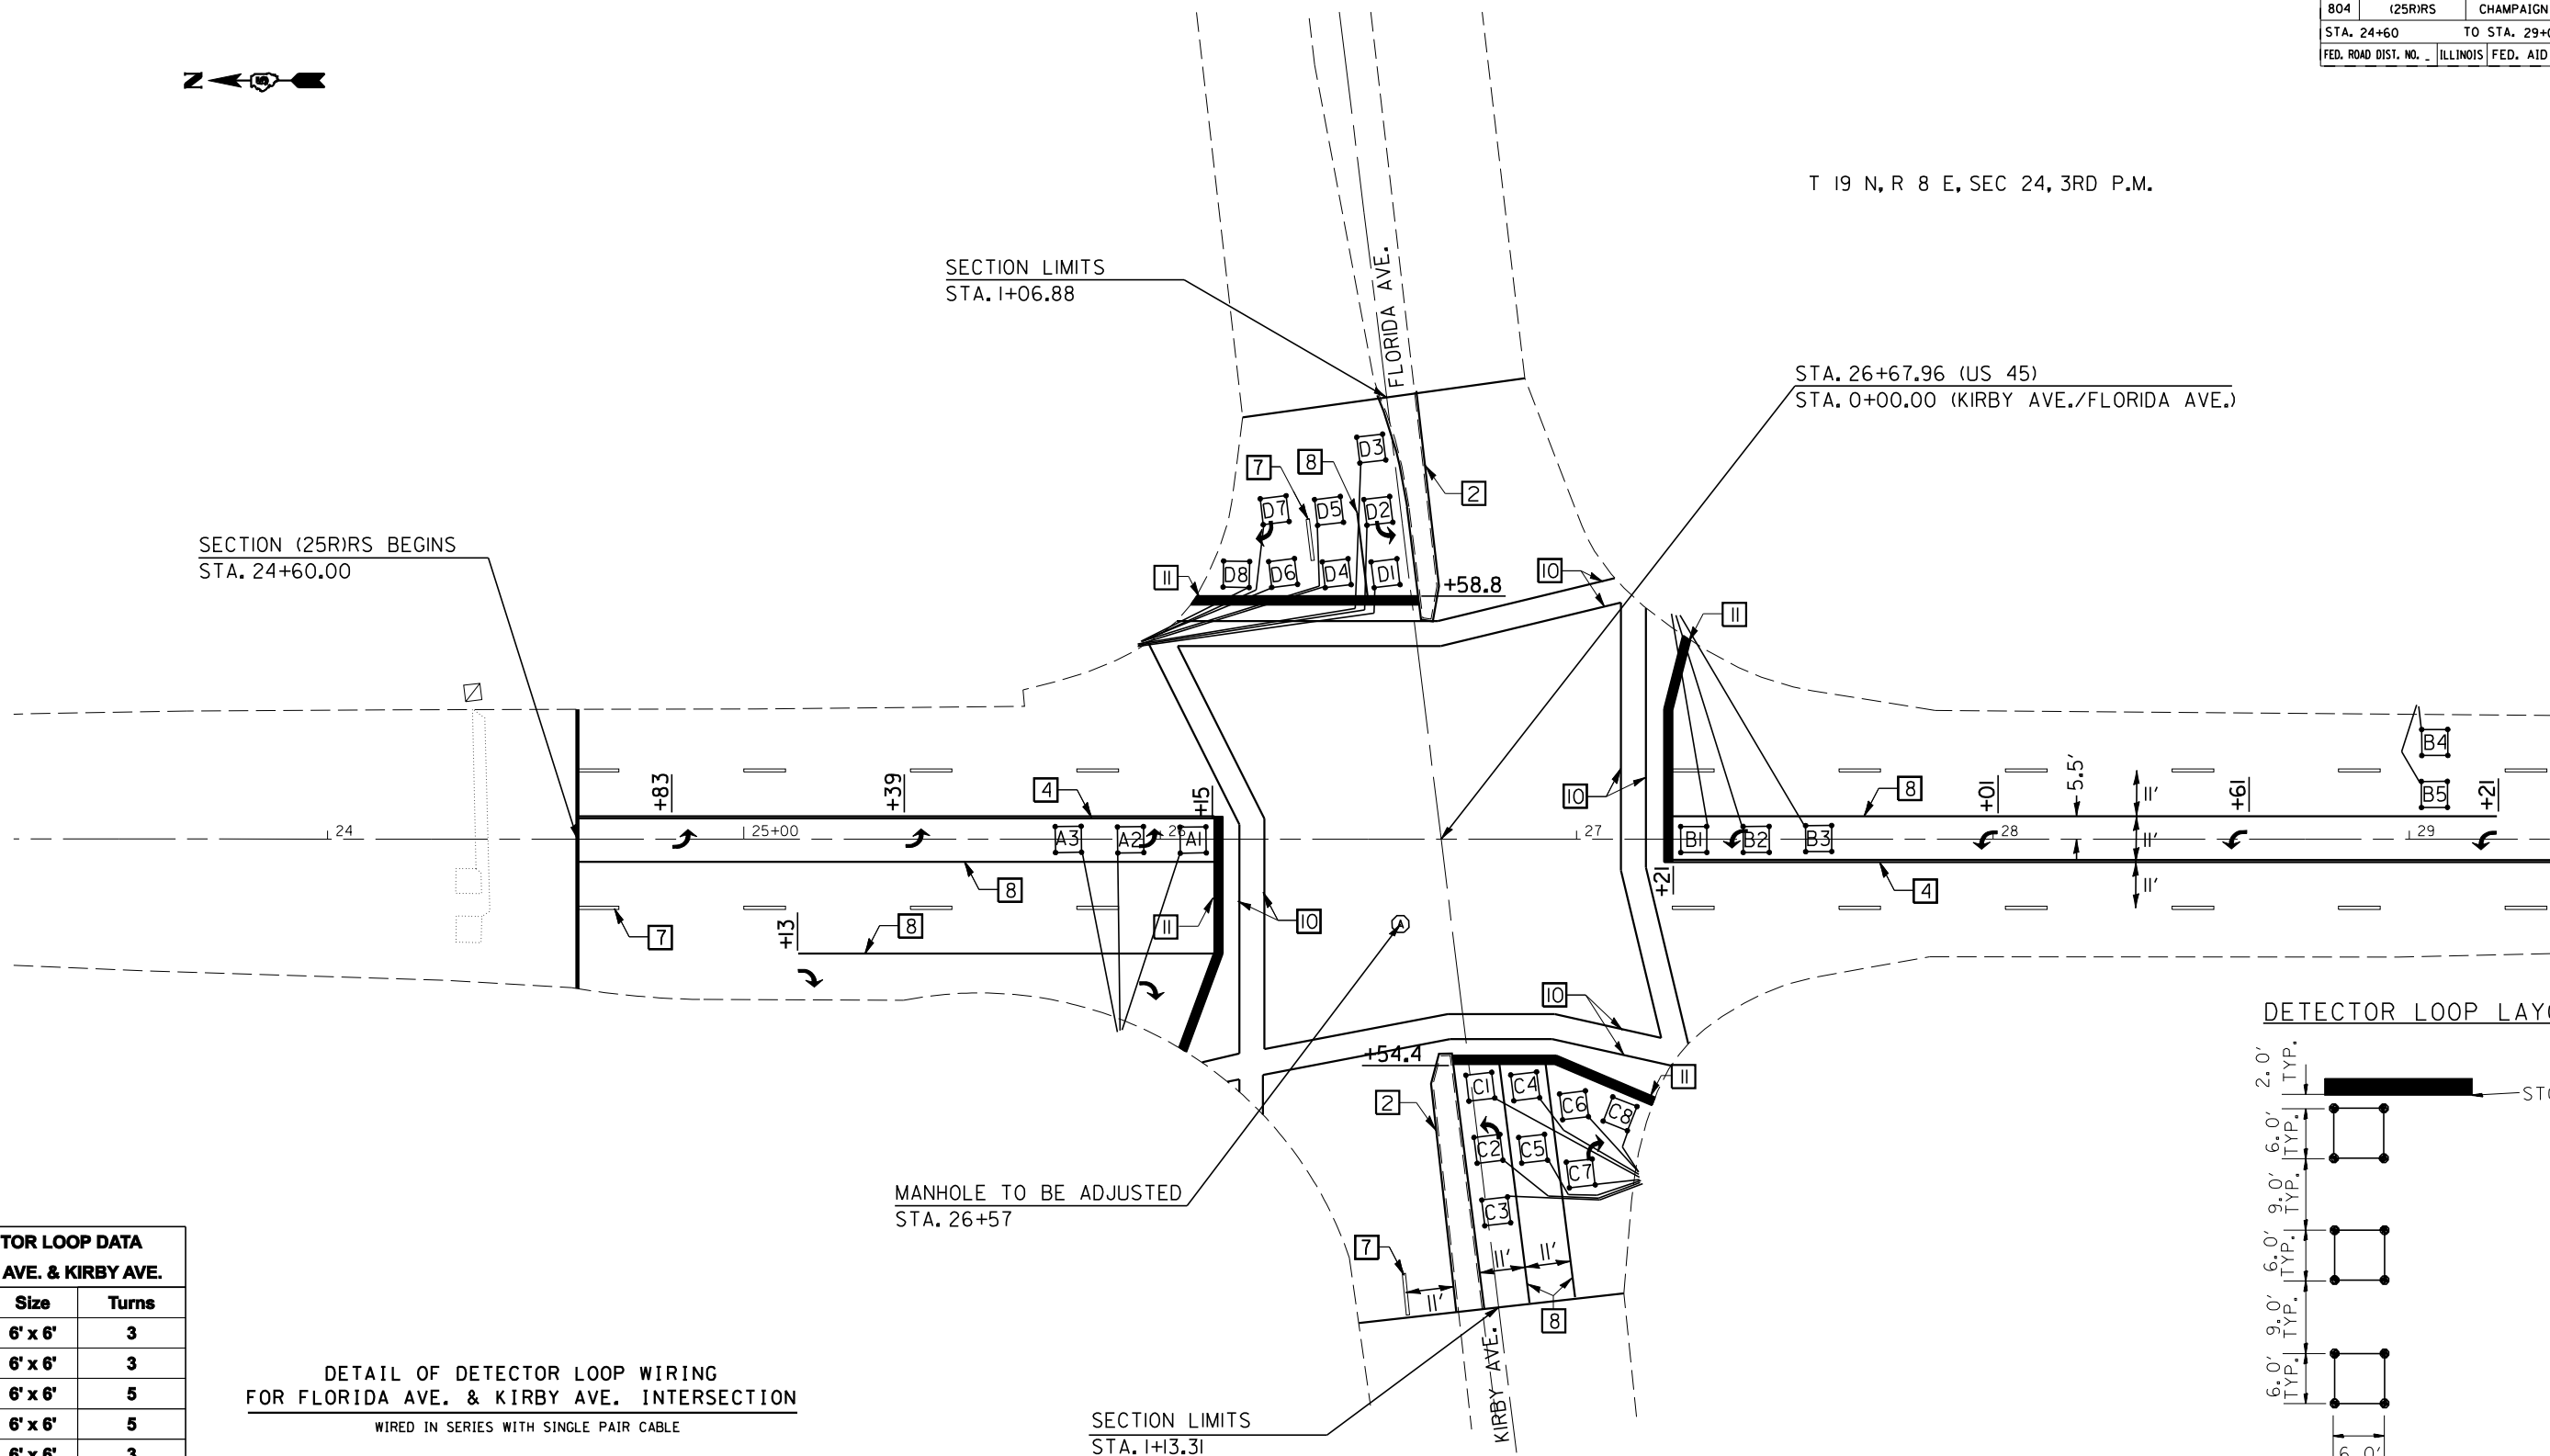 804 (25R)RS CHAMPAIGN
STA. 24+60 TO STA. 29+
FED. ROAD DIST. NO. _ ILLINOIS FED. AID
N
T 19 N, R 8 E, SEC 24, 3RD P.M.
SECTION LIMITS
STA. 1+06.88
FLORIDA AVE.
STA. 26+67.96 (US 45)
STA. 0+00.00 (KIRBY AVE./FLORIDA AVE.)
SECTION (25R)RS BEGINS
STA. 24+60.00
D3
7 8
2
D7 D5 D2
11 D8 D6 D4 D1 +58.8 10
11
B4
+83 +39 4 +15 10 8 +01 5.5' 11' +61 B5 +21
24 25+00 A3 A2 26 A1 27 B1 B2 B3 28 11' 29
8 +21 4 11'
7 +13 8 11 10 A
10
DETECTOR LOOP LAY
+54.4
2.0' TYP.
STO
11
C1 C4 C6 C8
2
C2 C5 C7
6.0' TYP.
MANHOLE TO BE ADJUSTED
STA. 26+57
C3
9.0' TYP.
7 11' 11' 11'
6.0' TYP.
8
9.0' TYP.
KIRBY AVE.
6.0' TYP.
6.0'
TOR LOOP DATA
AVE. & KIRBY AVE.
Size Turns
6' x 6' 3
6' x 6' 3
6' x 6' 5
6' x 6' 5
6' x 6' 3
DETAIL OF DETECTOR LOOP WIRING
FOR FLORIDA AVE. & KIRBY AVE. INTERSECTION
WIRED IN SERIES WITH SINGLE PAIR CABLE
SECTION LIMITS
STA. 1+13.31